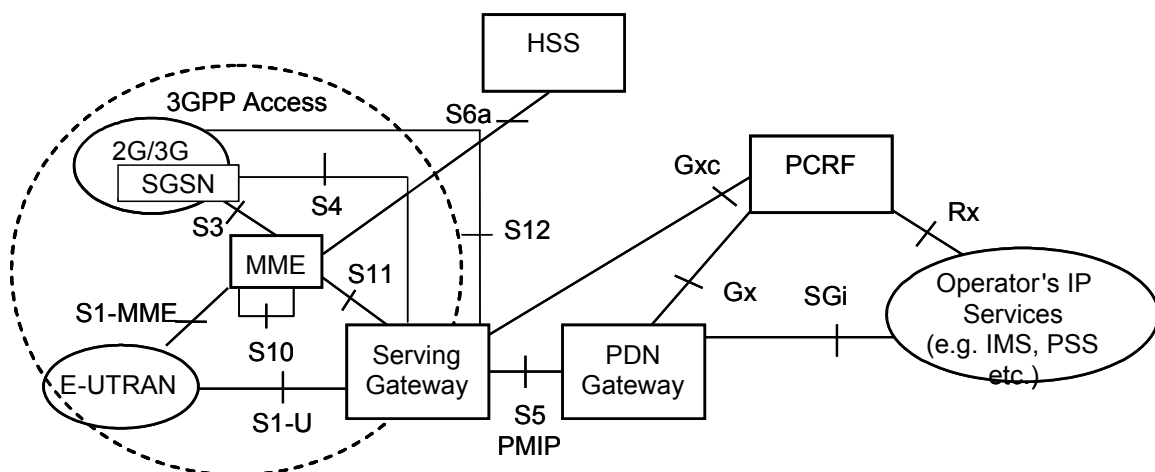 HSS
3GPP Access
S6a
2G/3G
SGSN
Gxc
PCRF
S4
S3
S12
Rx
MME
S11
Gx
SGi
Operator's IP
Services
(e.g. IMS, PSS
etc.)
S1-MME
S10
Serving
Gateway
PDN
Gateway
E-UTRAN
S1-U
S5
PMIP